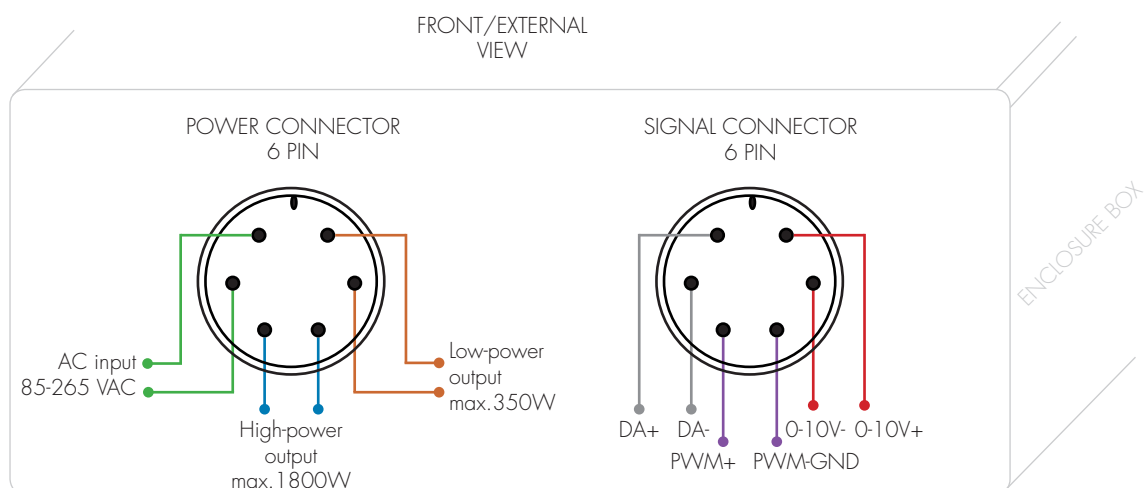 FRONT/EXTERNAL
VIEW
POWER CONNECTOR
6 PIN
SIGNAL CONNECTOR
6 PIN
ENCLOSURE BOX
AC input
85-265 VAC
High-power
output
max.1800W
Low-power
output
max.350W
DA+ DA- 0-10V- 0-10V+
PWM+ PWM-GND